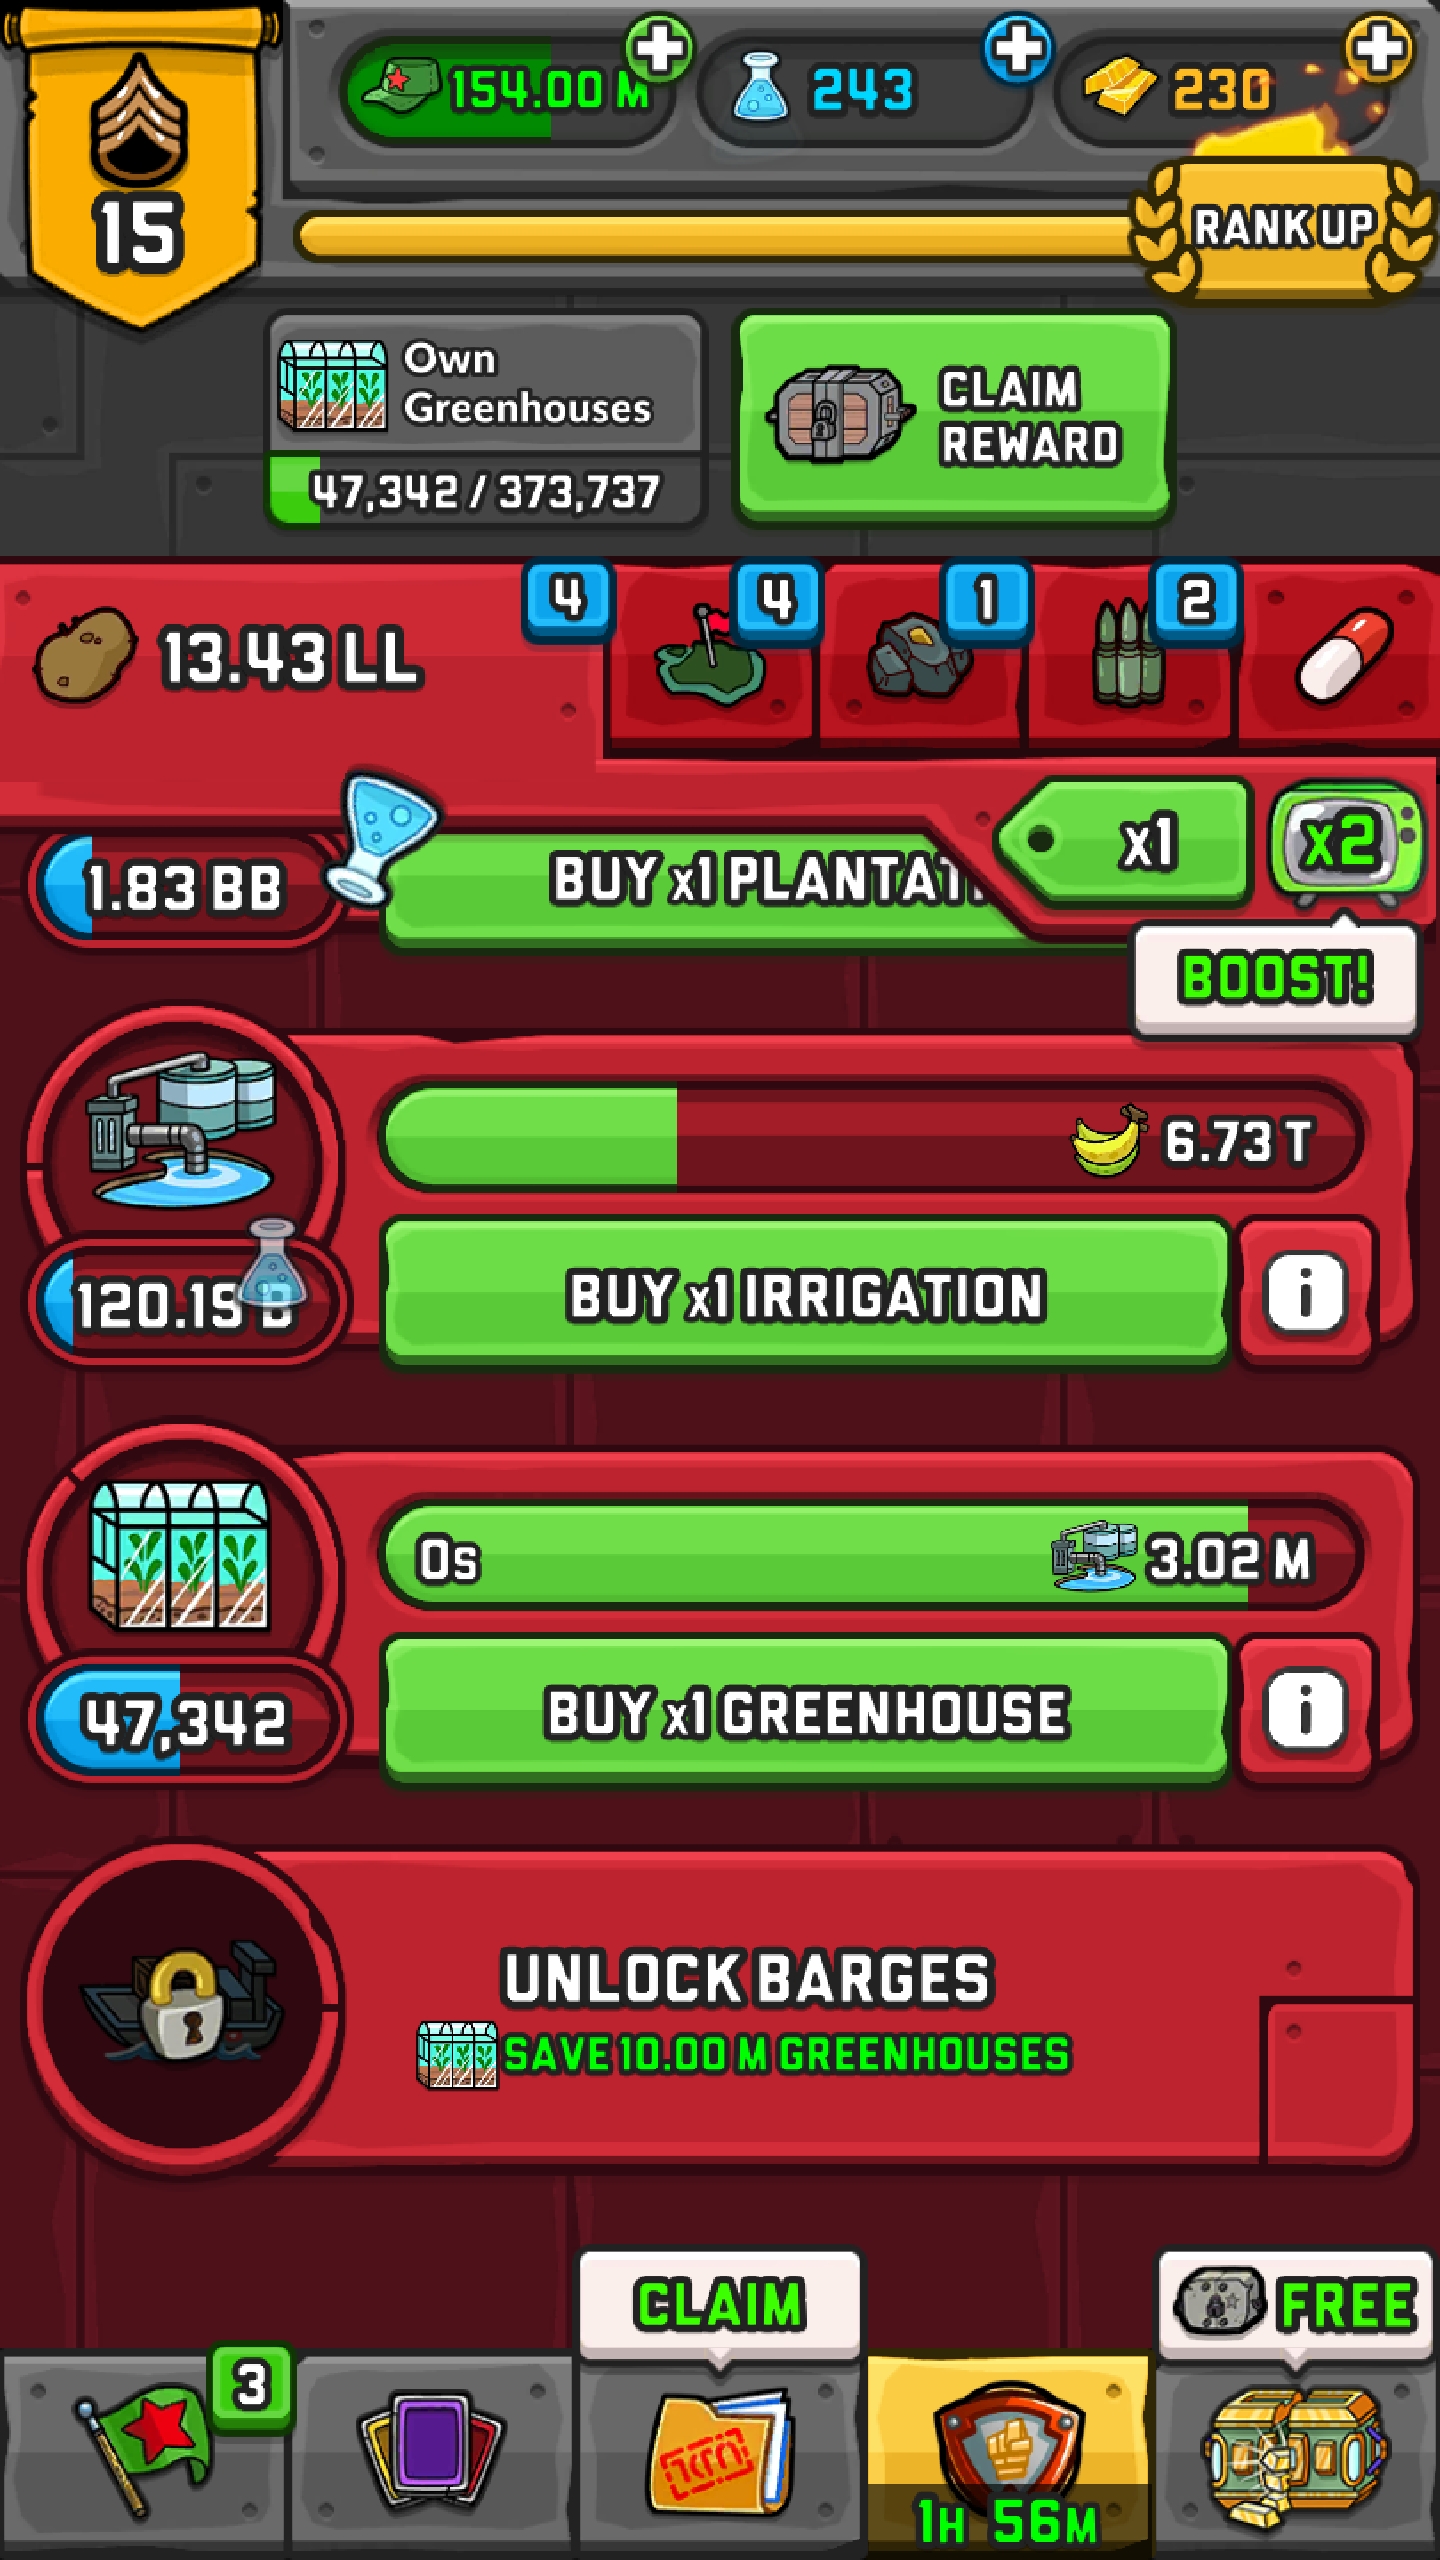 15
154.00 M
243
230
RANK UP
Own
Greenhouses
47,342 / 373,737
CLAIM
REWARD
13.43 LL
4
4
1
2
1.83 BB
BUY x1
x1
x2
BOOST!
6.73 T
120.19 B
BUY x1 IRRIGATION
i
0s
3.02 M
47,342
BUY x1 GREENHOUSE
i
UNLOCK BARGES
SAVE 10.00 M GREENHOUSES
CLAIM
FREE
3
1H 56M